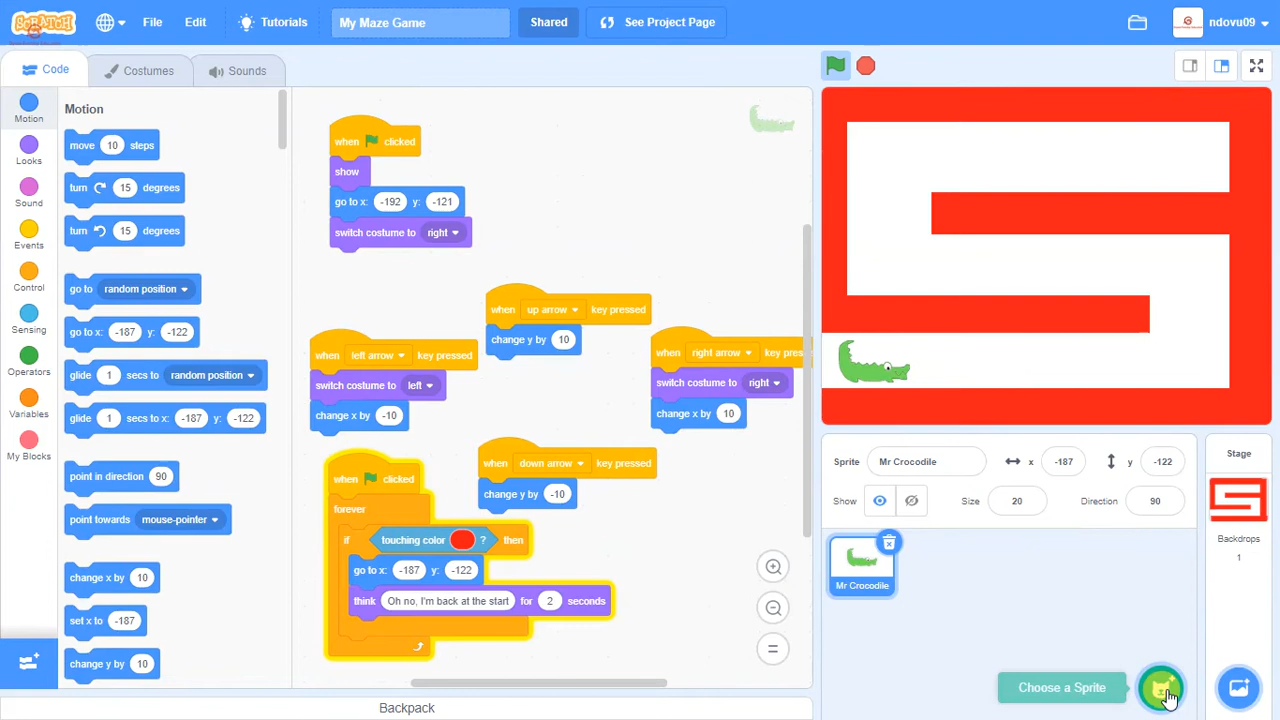 SCRATCH File Edit Tutorials My Maze Game Shared See Project Page ndovu09
Code Costumes Sounds
Motion
Looks
Sound
Events
Control
Sensing
Operators
Variables
My Blocks
Motion
move 10 steps
turn 15 degrees
turn 15 degrees
go to random position
go to x: -187 y: -122
glide 1 secs to random position
glide 1 secs to x: -187 y: -122
point in direction 90
point towards mouse-pointer
change x by 10
set x to -187
change y by 10
when clicked
show
go to x: -192 y: -121
switch costume to right
when up arrow key pressed
change y by 10
when left arrow key pressed
switch costume to left
change x by -10
when right arrow key pres
switch costume to right
change x by 10
when down arrow key pressed
change y by -10
when clicked
forever
if touching color ? then
go to x: -187 y: -122
think Oh no, I'm back at the start for 2 seconds
Backpack
Sprite Mr Crocodile x -187 y -122
Show Size 20 Direction 90
Mr Crocodile
Choose a Sprite
Stage
Backdrops
1